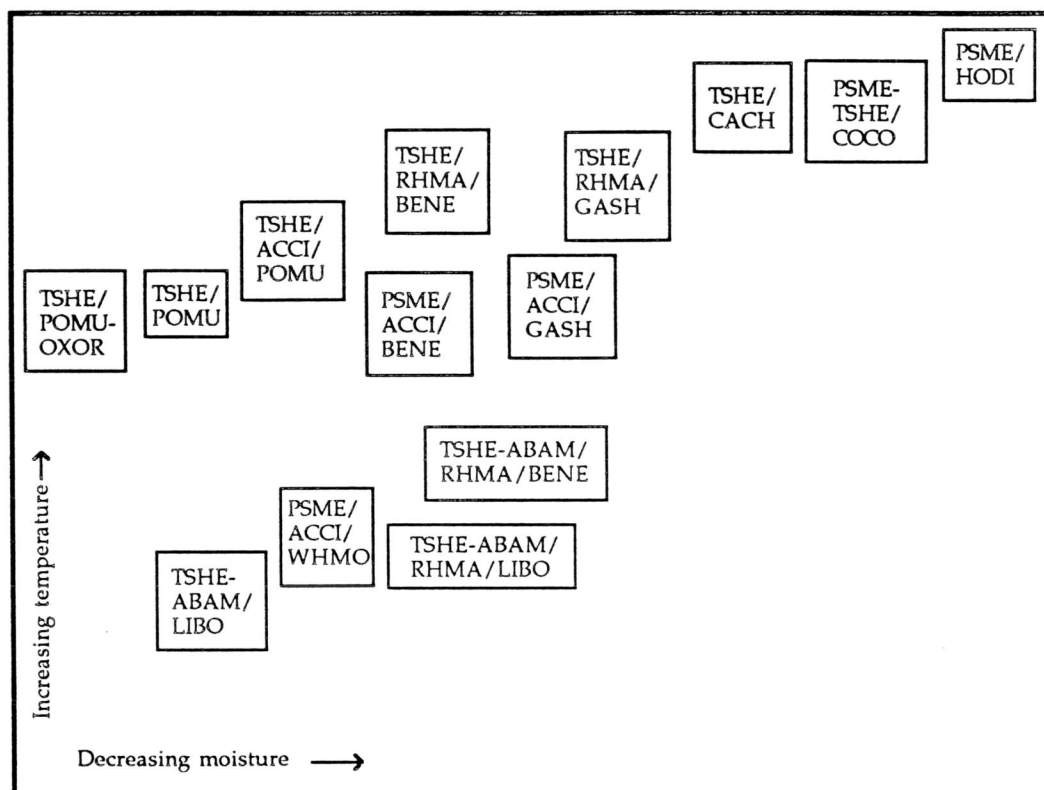 PSME/
HODI
TSHE/
CACH
PSME-
TSHE/
COCO
TSHE/
RHMA/
BENE
TSHE/
RHMA/
GASH
TSHE/
ACCI/
POMU
TSHE/
POMU-
OXOR
TSHE/
POMU
PSME/
ACCI/
BENE
PSME/
ACCI/
GASH
TSHE-ABAM/
RHMA/BENE
PSME/
ACCI/
WHMO
TSHE-ABAM/
RHMA/LIBO
TSHE-
ABAM/
LIBO
Increasing temperature
Decreasing moisture